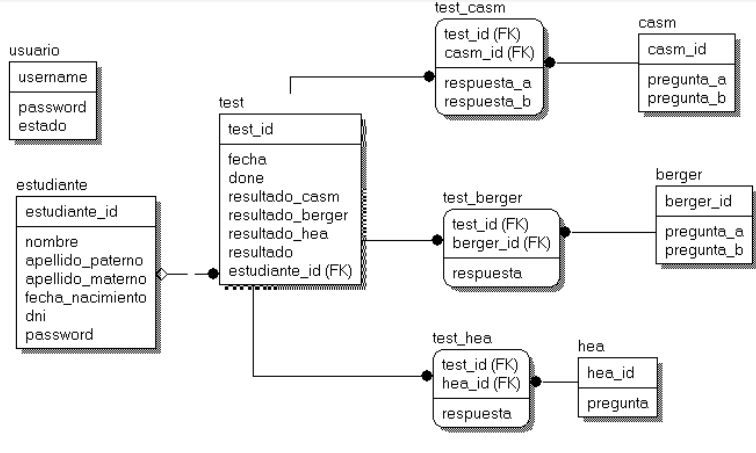 usuario
username
password
estado
estudiante
estudiante_id
nombre
apellido_paterno
apellido_materno
fecha_nacimiento
dni
password
test
test_id
fecha
done
resultado_casm
resultado_berger
resultado_hea
resultado
estudiante_id (FK)
test_casm
test_id (FK)
casm_id (FK)
respuesta_a
respuesta_b
casm
casm_id
pregunta_a
pregunta_b
test_berger
test_id (FK)
berger_id (FK)
respuesta
berger
berger_id
pregunta_a
pregunta_b
test_hea
test_id (FK)
hea_id (FK)
respuesta
hea
hea_id
pregunta